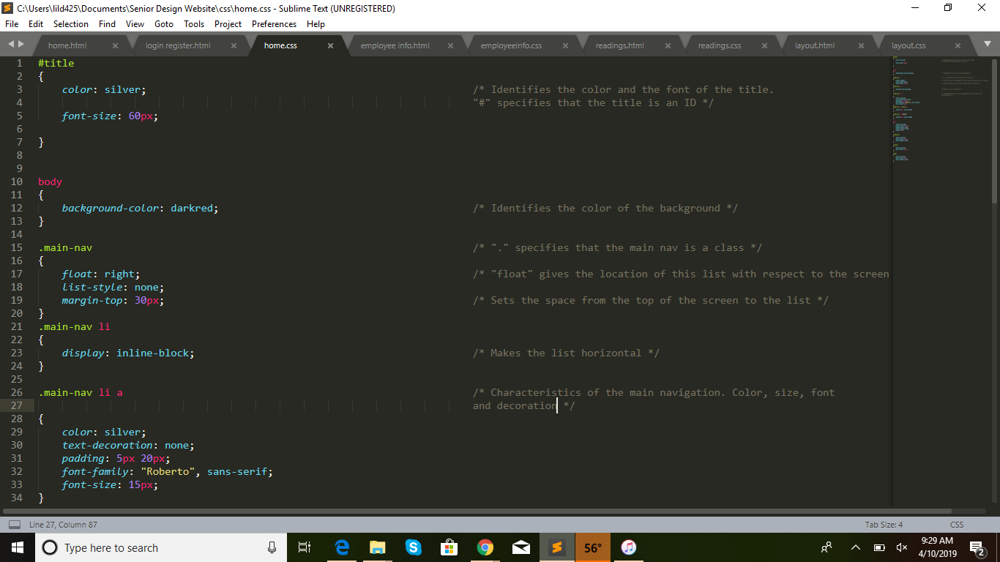 C:\Users\lild425\Documents\Senior Design Website\css\home.css - Sublime Text (UNREGISTERED)
File Edit Selection Find View Goto Tools Project Preferences Help
home.html login register.html home.css employee info.html employeeinfo.css readings.html readings.css layout.html layout.css
1 #title
2 {
3 color: silver; /* Identifies the color and the font of the title.
4 "#" specifies that the title is an ID */
5 font-size: 60px;
6
7 }
8
9
10 body
11 {
12 background-color: darkred; /* Identifies the color of the background */
13 }
14
15 .main-nav /* "." specifies that the main nav is a class */
16 {
17 float: right; /* "float" gives the location of this list with respect to the screen
18 list-style: none;
19 margin-top: 30px; /* Sets the space from the top of the screen to the list */
20 }
21 .main-nav li
22 {
23 display: inline-block; /* Makes the list horizontal */
24 }
25
26 .main-nav li a /* Characteristics of the main navigation. Color, size, font
27 and decoration */
28 {
29 color: silver;
30 text-decoration: none;
31 padding: 5px 20px;
32 font-family: "Roberto", sans-serif;
33 font-size: 15px;
34 }
Line 27, Column 87 Tab Size: 4 CSS
Type here to search 56° 9:29 AM
4/10/2019 2